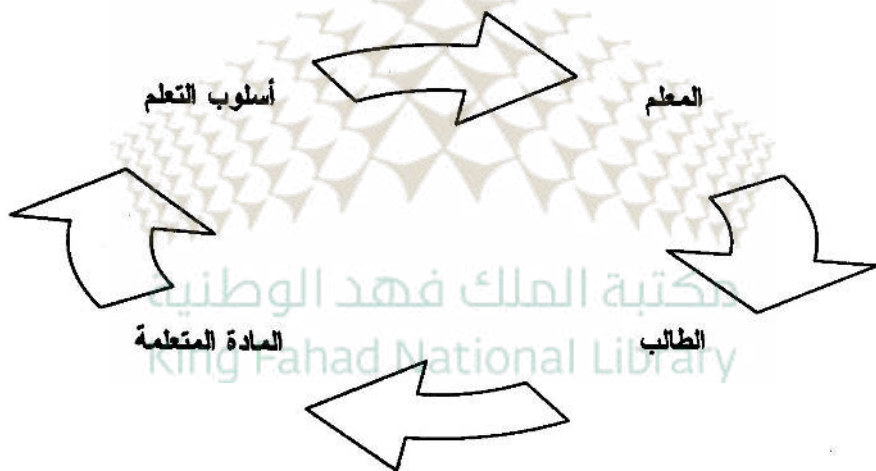 المعلم
أسلوب التعلم
مكتبة الملك فهد الوطنية
الطالب
المادة المتعلمة
King Fahad National Library